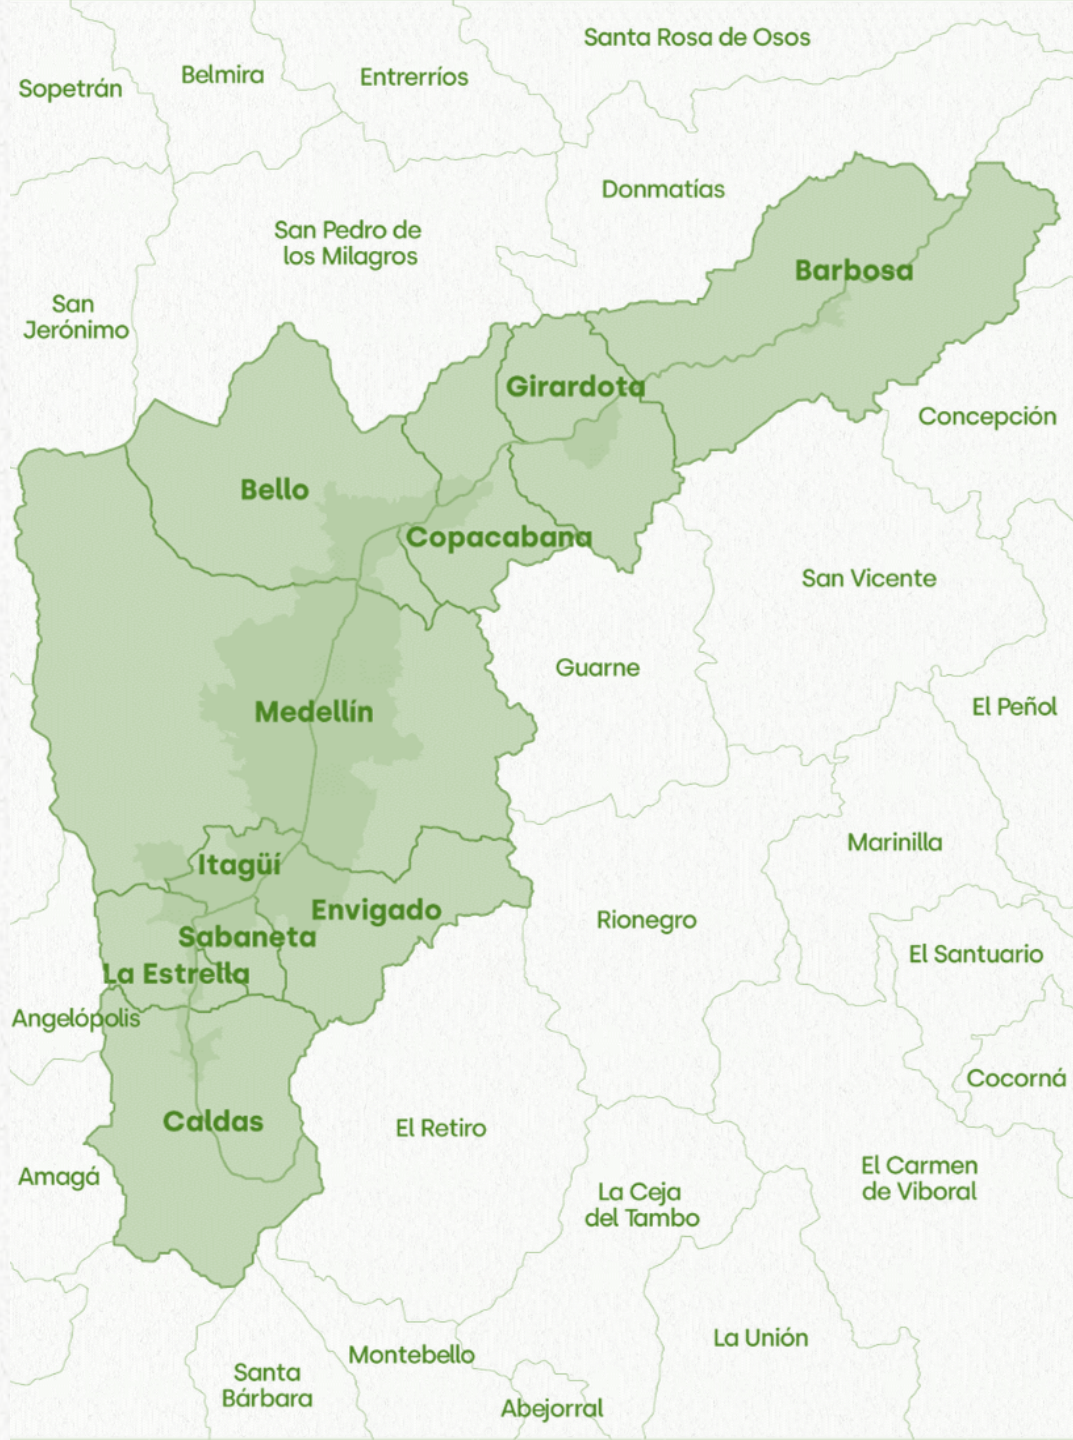 Santa Rosa de Osos
Sopetrán
Belmira
Entrerríos
Donmatías
San Pedro de
los Milagros
Barbosa
San
Jerónimo
Girardota
Concepción
Bello
Copacabana
San Vicente
Guarne
El Peñol
Medellín
Marinilla
Itagüí
Envigado
Rionegro
Sabaneta
El Santuario
La Estrella
Angelópolis
Cocorná
Caldas
El Retiro
Amagá
El Carmen
de Viboral
La Ceja
del Tambo
La Unión
Montebello
Santa
Bárbara
Abejorral